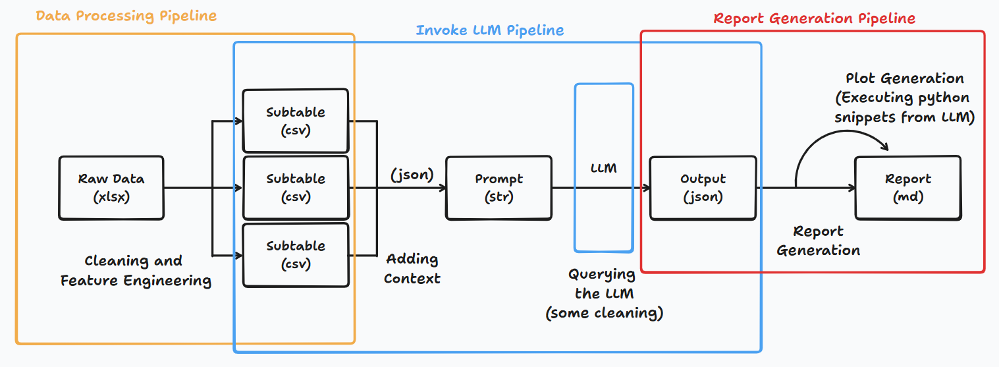 Data Processing Pipeline
Invoke LLM Pipeline
Report Generation Pipeline
Raw Data
(xlsx)
Cleaning and
Feature Engineering
Subtable
(csv)
Subtable
(csv)
Subtable
(csv)
(json)
Adding
Context
Prompt
(str)
LLM
Querying
the LLM
(some cleaning)
Output
(json)
Plot Generation
(Executing python
snippets from LLM)
Report
Generation
Report
(md)